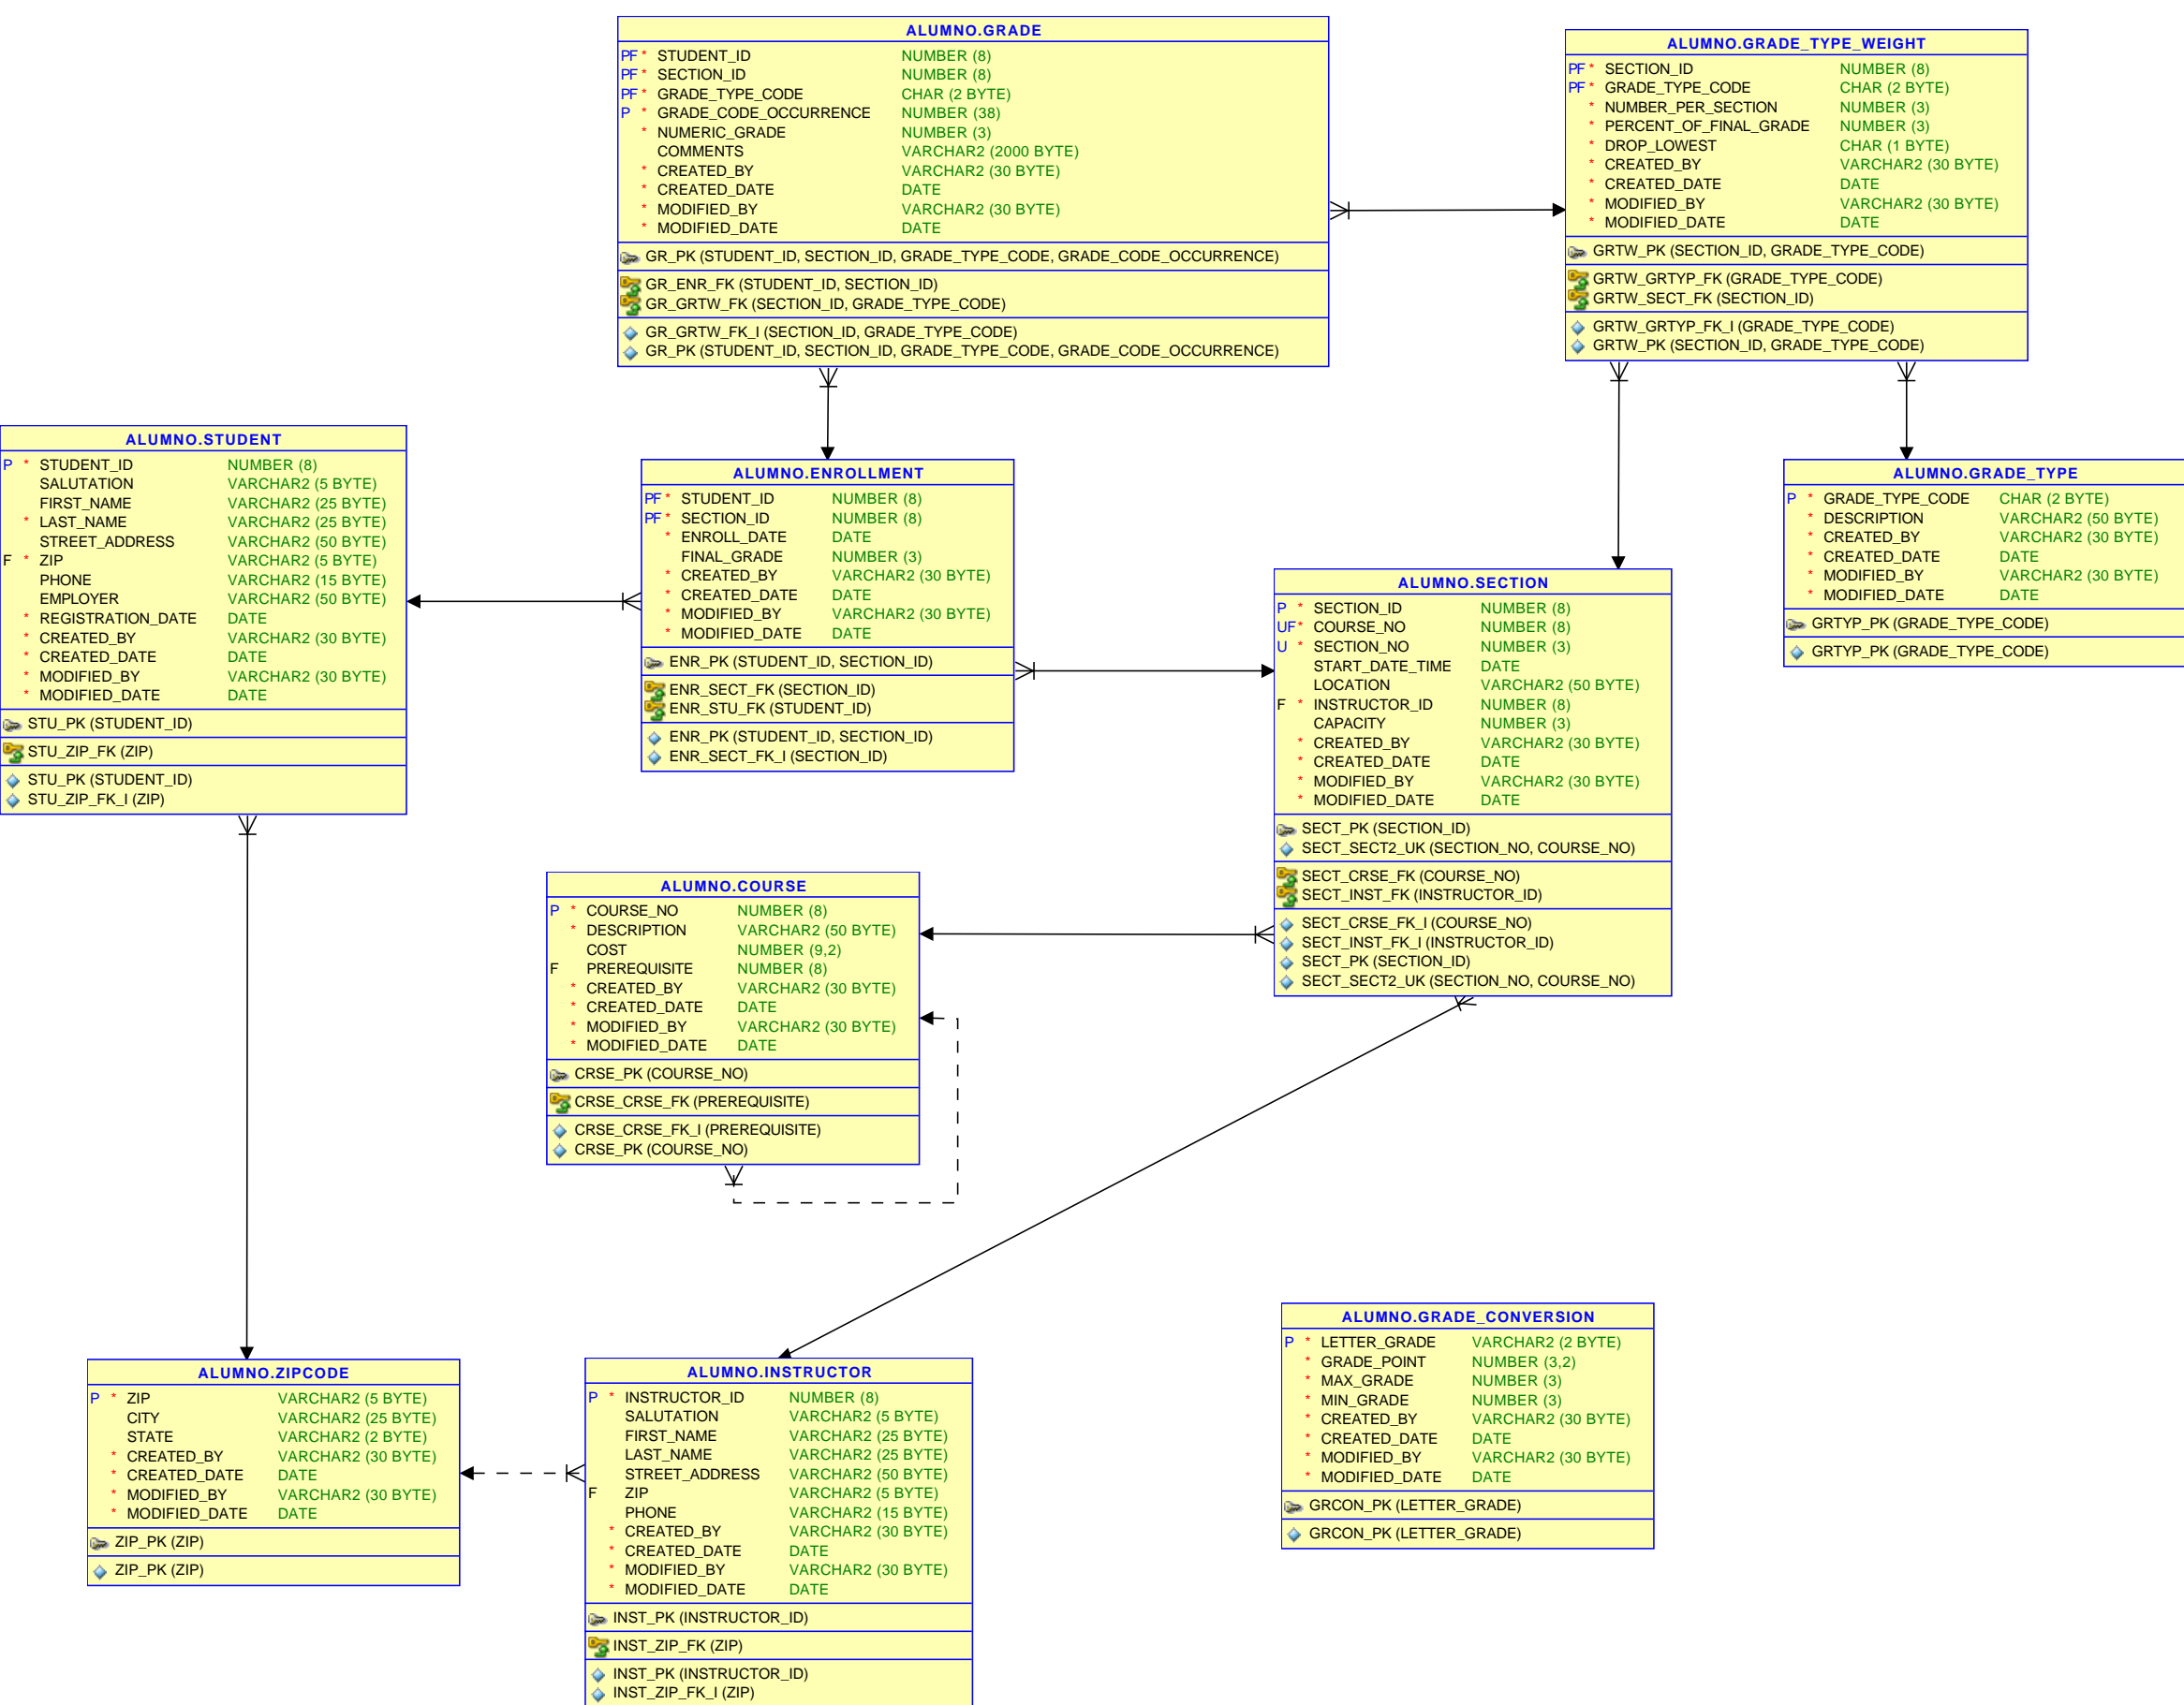 ALUMNO.GRADE
PF * STUDENT_ID NUMBER (8)
PF * SECTION_ID NUMBER (8)
PF * GRADE_TYPE_CODE CHAR (2 BYTE)
P * GRADE_CODE_OCCURRENCE NUMBER (38)
* NUMERIC_GRADE NUMBER (3)
COMMENTS VARCHAR2 (2000 BYTE)
* CREATED_BY VARCHAR2 (30 BYTE)
* CREATED_DATE DATE
* MODIFIED_BY VARCHAR2 (30 BYTE)
* MODIFIED_DATE DATE
GR_PK (STUDENT_ID, SECTION_ID, GRADE_TYPE_CODE, GRADE_CODE_OCCURRENCE)
GR_ENR_FK (STUDENT_ID, SECTION_ID)
GR_GRTW_FK (SECTION_ID, GRADE_TYPE_CODE)
GR_GRTW_FK_I (SECTION_ID, GRADE_TYPE_CODE)
GR_PK (STUDENT_ID, SECTION_ID, GRADE_TYPE_CODE, GRADE_CODE_OCCURRENCE)
ALUMNO.GRADE_TYPE_WEIGHT
PF * SECTION_ID NUMBER (8)
PF * GRADE_TYPE_CODE CHAR (2 BYTE)
* NUMBER_PER_SECTION NUMBER (3)
* PERCENT_OF_FINAL_GRADE NUMBER (3)
* DROP_LOWEST CHAR (1 BYTE)
* CREATED_BY VARCHAR2 (30 BYTE)
* CREATED_DATE DATE
* MODIFIED_BY VARCHAR2 (30 BYTE)
* MODIFIED_DATE DATE
GRTW_PK (SECTION_ID, GRADE_TYPE_CODE)
GRTW_GRTYP_FK (GRADE_TYPE_CODE)
GRTW_SECT_FK (SECTION_ID)
GRTW_GRTYP_FK_I (GRADE_TYPE_CODE)
GRTW_PK (SECTION_ID, GRADE_TYPE_CODE)
ALUMNO.STUDENT
P * STUDENT_ID NUMBER (8)
SALUTATION VARCHAR2 (5 BYTE)
FIRST_NAME VARCHAR2 (25 BYTE)
* LAST_NAME VARCHAR2 (25 BYTE)
STREET_ADDRESS VARCHAR2 (50 BYTE)
F * ZIP VARCHAR2 (5 BYTE)
PHONE VARCHAR2 (15 BYTE)
EMPLOYER VARCHAR2 (50 BYTE)
* REGISTRATION_DATE DATE
* CREATED_BY VARCHAR2 (30 BYTE)
* CREATED_DATE DATE
* MODIFIED_BY VARCHAR2 (30 BYTE)
* MODIFIED_DATE DATE
STU_PK (STUDENT_ID)
STU_ZIP_FK (ZIP)
STU_PK (STUDENT_ID)
STU_ZIP_FK_I (ZIP)
ALUMNO.ENROLLMENT
PF * STUDENT_ID NUMBER (8)
PF * SECTION_ID NUMBER (8)
* ENROLL_DATE DATE
FINAL_GRADE NUMBER (3)
* CREATED_BY VARCHAR2 (30 BYTE)
* CREATED_DATE DATE
* MODIFIED_BY VARCHAR2 (30 BYTE)
* MODIFIED_DATE DATE
ENR_PK (STUDENT_ID, SECTION_ID)
ENR_SECT_FK (SECTION_ID)
ENR_STU_FK (STUDENT_ID)
ENR_PK (STUDENT_ID, SECTION_ID)
ENR_SECT_FK_I (SECTION_ID)
ALUMNO.GRADE_TYPE
P * GRADE_TYPE_CODE CHAR (2 BYTE)
* DESCRIPTION VARCHAR2 (50 BYTE)
* CREATED_BY VARCHAR2 (30 BYTE)
* CREATED_DATE DATE
* MODIFIED_BY VARCHAR2 (30 BYTE)
* MODIFIED_DATE DATE
GRTYP_PK (GRADE_TYPE_CODE)
GRTYP_PK (GRADE_TYPE_CODE)
ALUMNO.SECTION
P * SECTION_ID NUMBER (8)
UF * COURSE_NO NUMBER (8)
U * SECTION_NO NUMBER (3)
START_DATE_TIME DATE
LOCATION VARCHAR2 (50 BYTE)
F * INSTRUCTOR_ID NUMBER (8)
CAPACITY NUMBER (3)
* CREATED_BY VARCHAR2 (30 BYTE)
* CREATED_DATE DATE
* MODIFIED_BY VARCHAR2 (30 BYTE)
* MODIFIED_DATE DATE
SECT_PK (SECTION_ID)
SECT_SECT2_UK (SECTION_NO, COURSE_NO)
SECT_CRSE_FK (COURSE_NO)
SECT_INST_FK (INSTRUCTOR_ID)
SECT_CRSE_FK_I (COURSE_NO)
SECT_INST_FK_I (INSTRUCTOR_ID)
SECT_PK (SECTION_ID)
SECT_SECT2_UK (SECTION_NO, COURSE_NO)
ALUMNO.COURSE
P * COURSE_NO NUMBER (8)
* DESCRIPTION VARCHAR2 (50 BYTE)
COST NUMBER (9,2)
F PREREQUISITE NUMBER (8)
* CREATED_BY VARCHAR2 (30 BYTE)
* CREATED_DATE DATE
* MODIFIED_BY VARCHAR2 (30 BYTE)
* MODIFIED_DATE DATE
CRSE_PK (COURSE_NO)
CRSE_CRSE_FK (PREREQUISITE)
CRSE_CRSE_FK_I (PREREQUISITE)
CRSE_PK (COURSE_NO)
ALUMNO.ZIPCODE
P * ZIP VARCHAR2 (5 BYTE)
CITY VARCHAR2 (25 BYTE)
STATE VARCHAR2 (2 BYTE)
* CREATED_BY VARCHAR2 (30 BYTE)
* CREATED_DATE DATE
* MODIFIED_BY VARCHAR2 (30 BYTE)
* MODIFIED_DATE DATE
ZIP_PK (ZIP)
ZIP_PK (ZIP)
ALUMNO.INSTRUCTOR
P * INSTRUCTOR_ID NUMBER (8)
SALUTATION VARCHAR2 (5 BYTE)
FIRST_NAME VARCHAR2 (25 BYTE)
LAST_NAME VARCHAR2 (25 BYTE)
STREET_ADDRESS VARCHAR2 (50 BYTE)
F ZIP VARCHAR2 (5 BYTE)
PHONE VARCHAR2 (15 BYTE)
* CREATED_BY VARCHAR2 (30 BYTE)
* CREATED_DATE DATE
* MODIFIED_BY VARCHAR2 (30 BYTE)
* MODIFIED_DATE DATE
INST_PK (INSTRUCTOR_ID)
INST_ZIP_FK (ZIP)
INST_PK (INSTRUCTOR_ID)
INST_ZIP_FK_I (ZIP)
ALUMNO.GRADE_CONVERSION
P * LETTER_GRADE VARCHAR2 (2 BYTE)
* GRADE_POINT NUMBER (3,2)
* MAX_GRADE NUMBER (3)
* MIN_GRADE NUMBER (3)
* CREATED_BY VARCHAR2 (30 BYTE)
* CREATED_DATE DATE
* MODIFIED_BY VARCHAR2 (30 BYTE)
* MODIFIED_DATE DATE
GRCON_PK (LETTER_GRADE)
GRCON_PK (LETTER_GRADE)